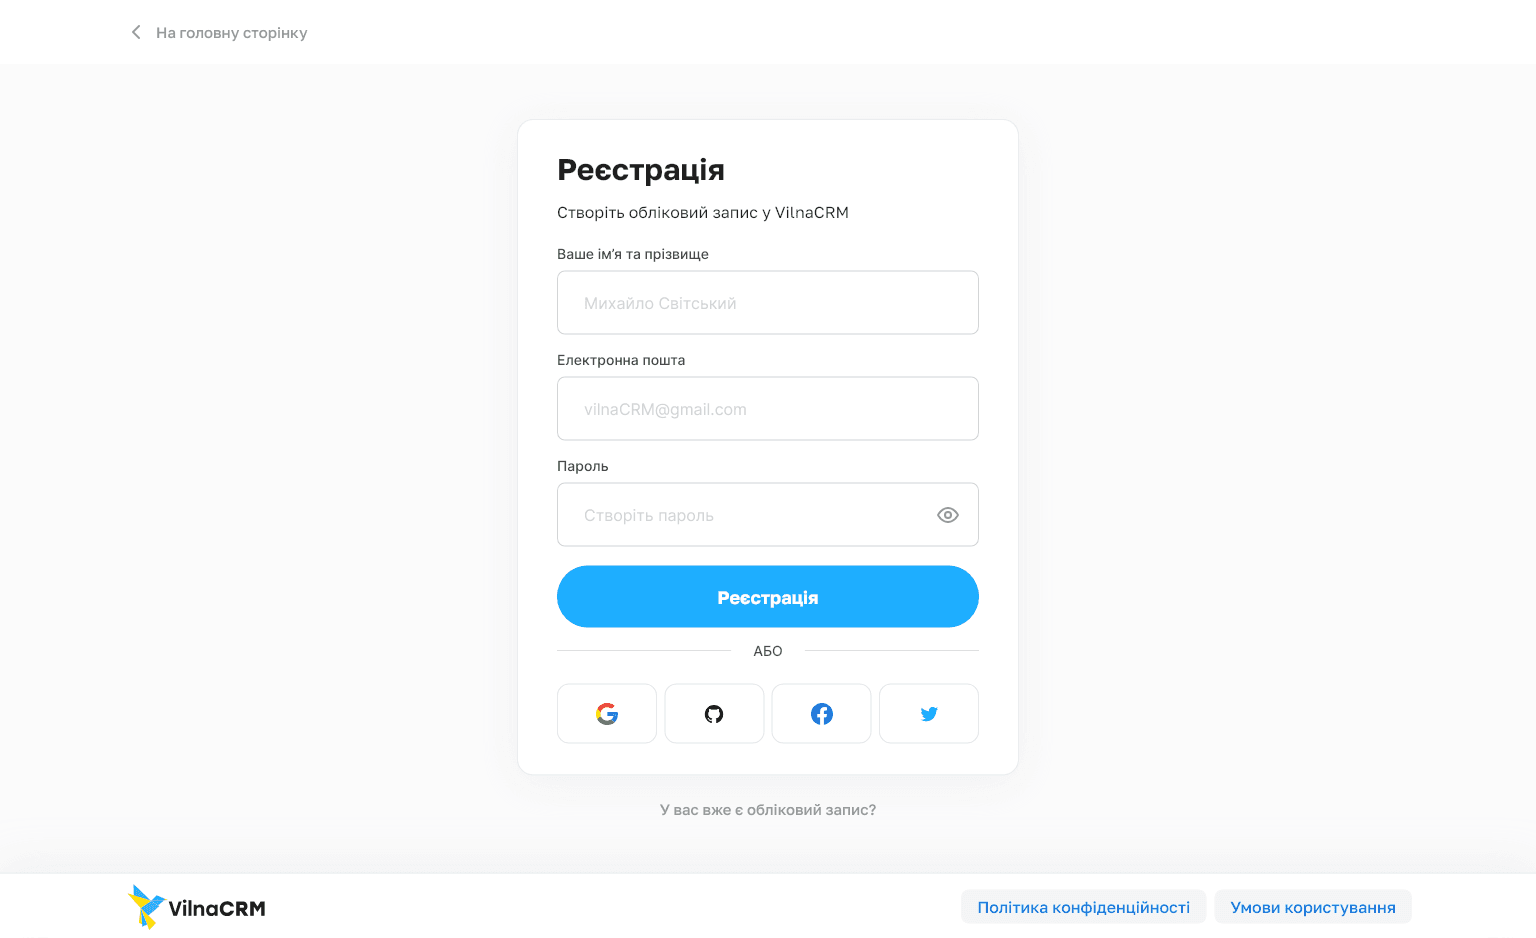 На головну сторінку
Реєстрація
Створіть обліковий запис у VilnaCRM
Ваше ім'я та прізвище
Михайло Світський
Електронна пошта
vilnaCRM@gmail.com
Пароль
Створіть пароль
Реєстрація
АБО
У вас вже є обліковий запис?
VilnaCRM
Політика конфіденційності
Умови користування